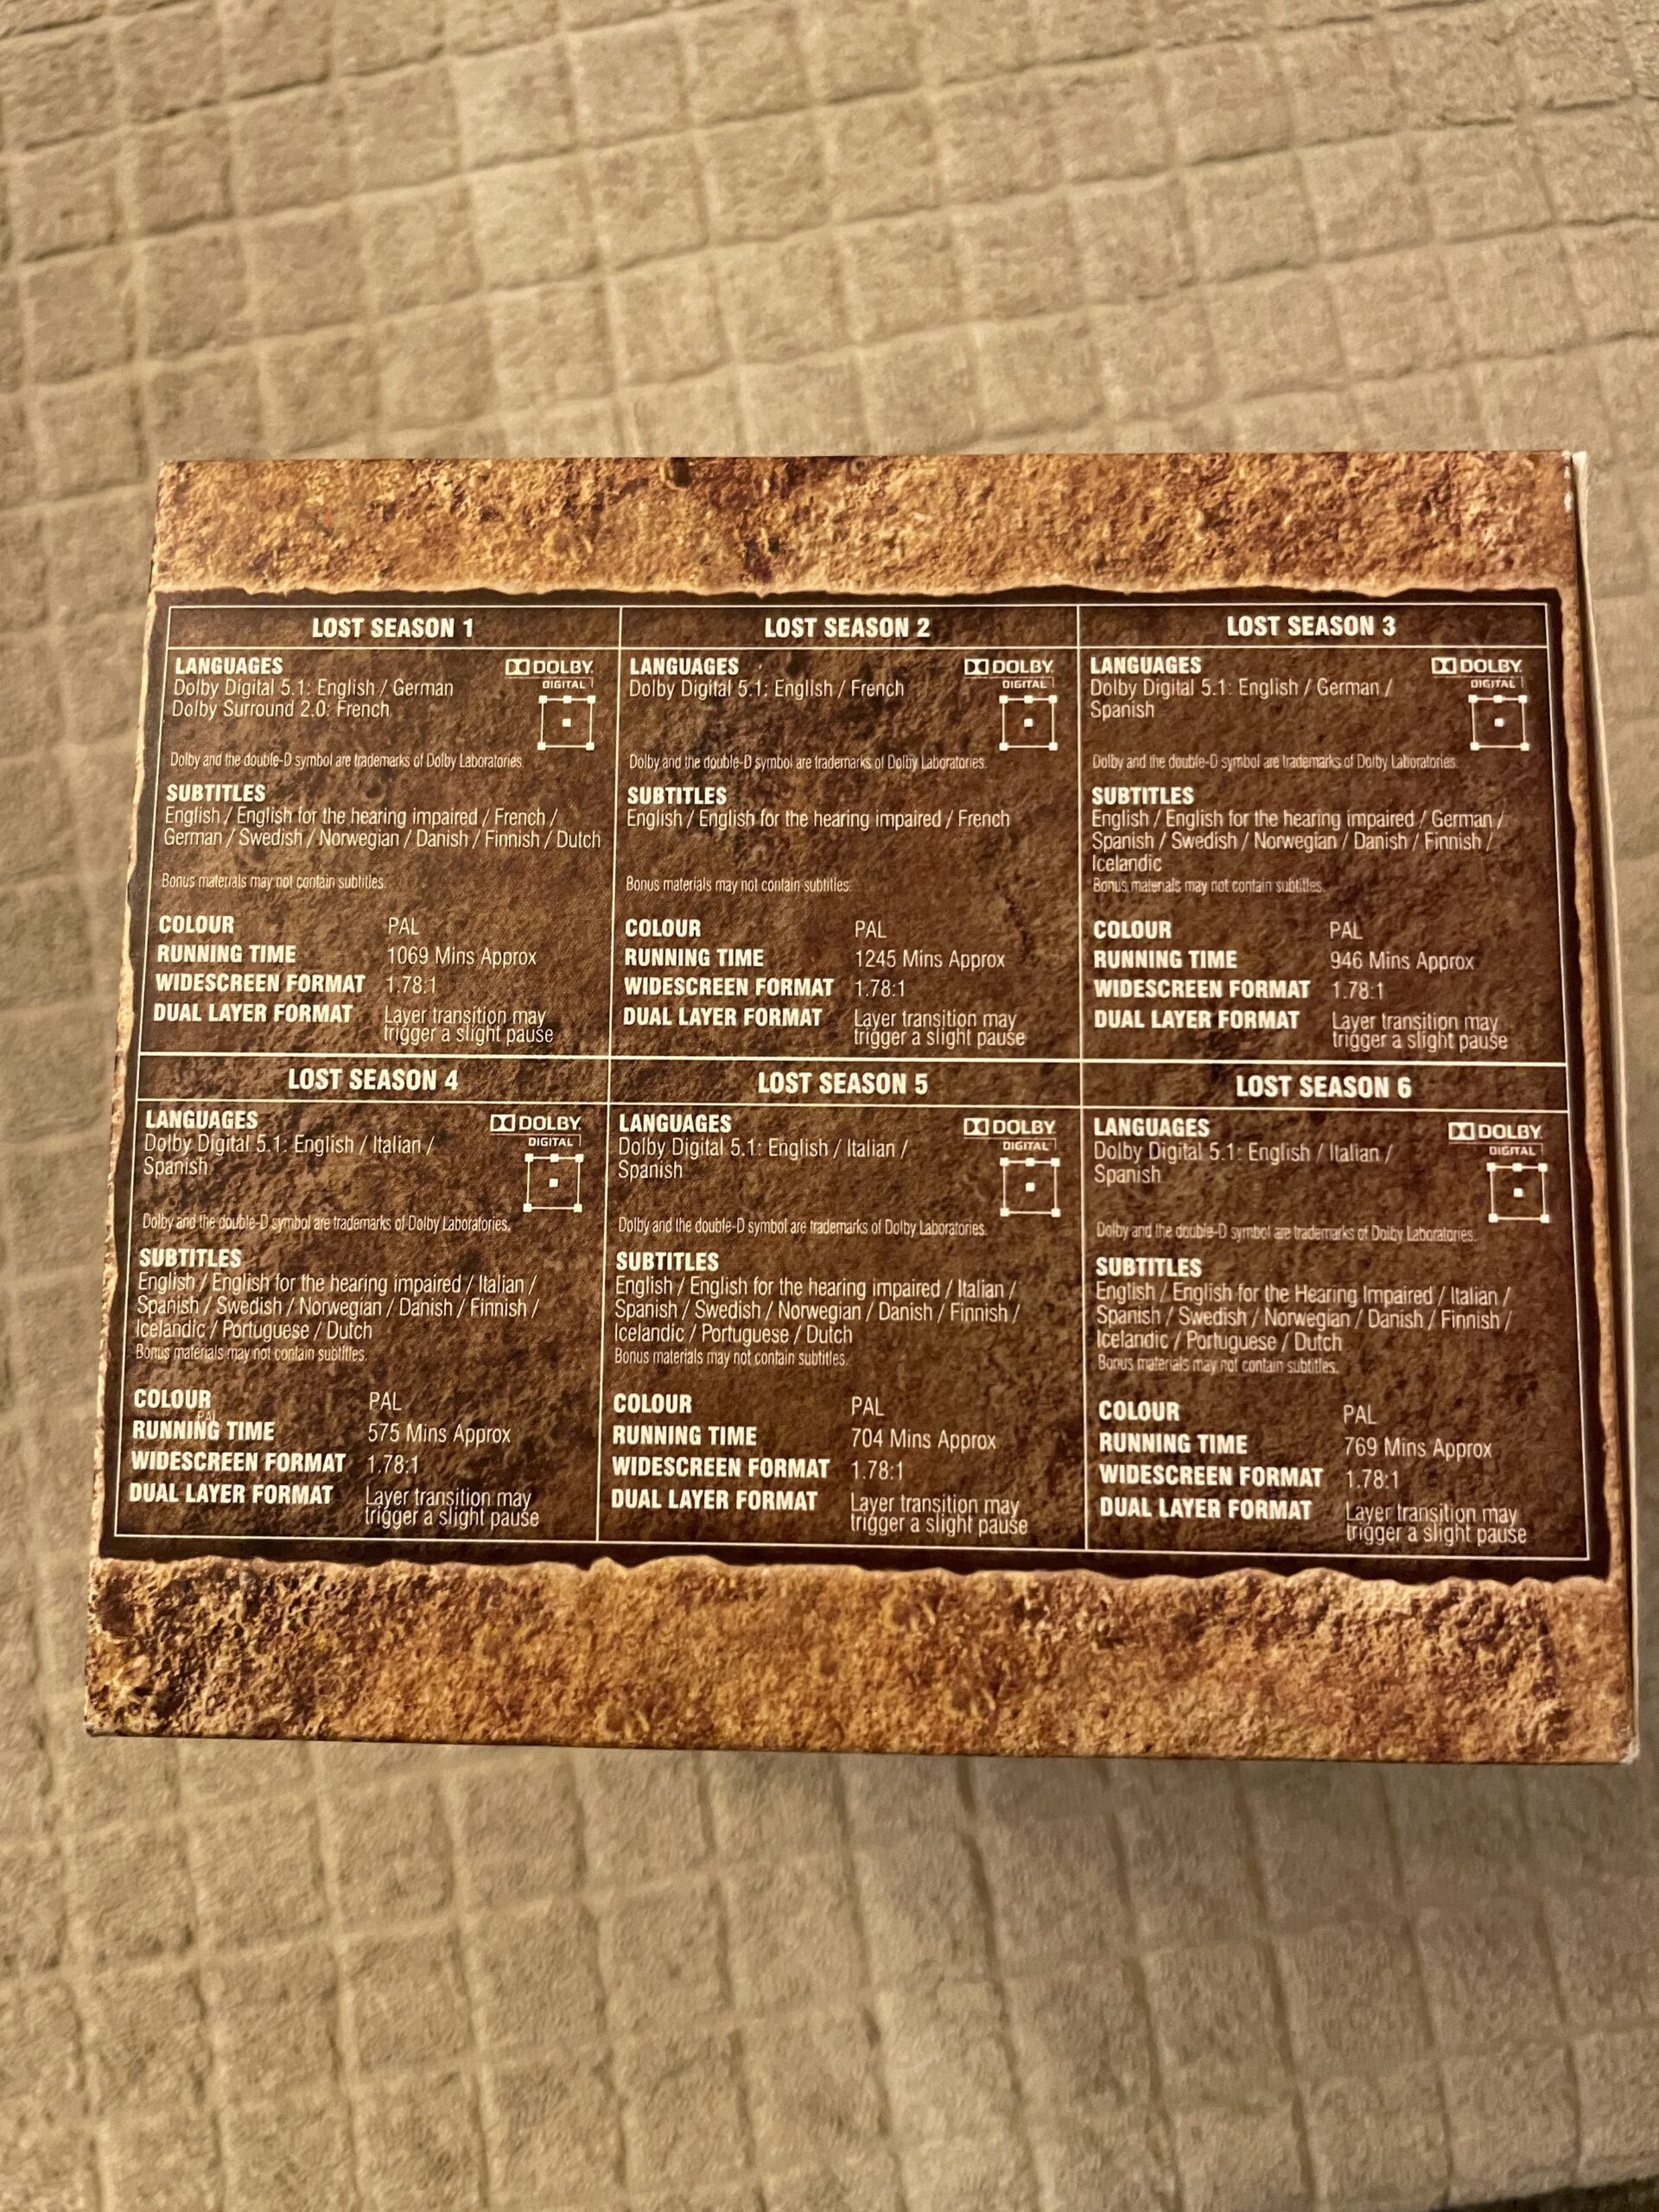 LOST SEASON 1
LANGUAGES
DOLBY
DIGITAL
Dolby Digital 5.1: English / German
Dolby Surround 2.0: French
Dolby and the double-D symbol are trademarks of Dolby Laboratories.
SUBTITLES
English / English for the hearing impaired / French /
German / Swedish / Norwegian / Danish / Finnish / Dutch
Bonus materials may not contain subtitles.
COLOUR PAL
RUNNING TIME 1069 Mins Approx
WIDESCREEN FORMAT 1.78:1
DUAL LAYER FORMAT Layer transition may
trigger a slight pause
LOST SEASON 2
LANGUAGES
DOLBY
DIGITAL
Dolby Digital 5.1: English / French
Dolby and the double-D symbol are trademarks of Dolby Laboratories.
SUBTITLES
English / English for the hearing impaired / French
Bonus materials may not contain subtitles.
COLOUR PAL
RUNNING TIME 1245 Mins Approx
WIDESCREEN FORMAT 1.78:1
DUAL LAYER FORMAT Layer transition may
trigger a slight pause
LOST SEASON 3
LANGUAGES
DOLBY
DIGITAL
Dolby Digital 5.1: English / German /
Spanish
Dolby and the double-D symbol are trademarks of Dolby Laboratories.
SUBTITLES
English / English for the hearing impaired / German /
Spanish / Swedish / Norwegian / Danish / Finnish /
Icelandic
Bonus materials may not contain subtitles.
COLOUR PAL
RUNNING TIME 946 Mins Approx
WIDESCREEN FORMAT 1.78:1
DUAL LAYER FORMAT Layer transition may
trigger a slight pause
LOST SEASON 4
LANGUAGES
DOLBY
DIGITAL
Dolby Digital 5.1: English / Italian /
Spanish
Dolby and the double-D symbol are trademarks of Dolby Laboratories.
SUBTITLES
English / English for the hearing impaired / Italian /
Spanish / Swedish / Norwegian / Danish / Finnish /
Icelandic / Portuguese / Dutch
Bonus materials may not contain subtitles.
COLOUR PAL
PAL
RUNNING TIME 575 Mins Approx
WIDESCREEN FORMAT 1.78:1
DUAL LAYER FORMAT Layer transition may
trigger a slight pause
LOST SEASON 5
LANGUAGES
DOLBY
DIGITAL
Dolby Digital 5.1: English / Italian /
Spanish
Dolby and the double-D symbol are trademarks of Dolby Laboratories.
SUBTITLES
English / English for the hearing impaired / Italian /
Spanish / Swedish / Norwegian / Danish / Finnish /
Icelandic / Portuguese / Dutch
Bonus materials may not contain subtitles.
COLOUR PAL
RUNNING TIME 704 Mins Approx
WIDESCREEN FORMAT 1.78:1
DUAL LAYER FORMAT Layer transition may
trigger a slight pause
LOST SEASON 6
LANGUAGES
DOLBY
DIGITAL
Dolby Digital 5.1: English / Italian /
Spanish
Dolby and the double-D symbol are trademarks of Dolby Laboratories.
SUBTITLES
English / English for the Hearing Impaired / Italian /
Spanish / Swedish / Norwegian / Danish / Finnish /
Icelandic / Portuguese / Dutch
Bonus materials may not contain subtitles.
COLOUR PAL
RUNNING TIME 769 Mins Approx
WIDESCREEN FORMAT 1.78:1
DUAL LAYER FORMAT Layer transition may
trigger a slight pause